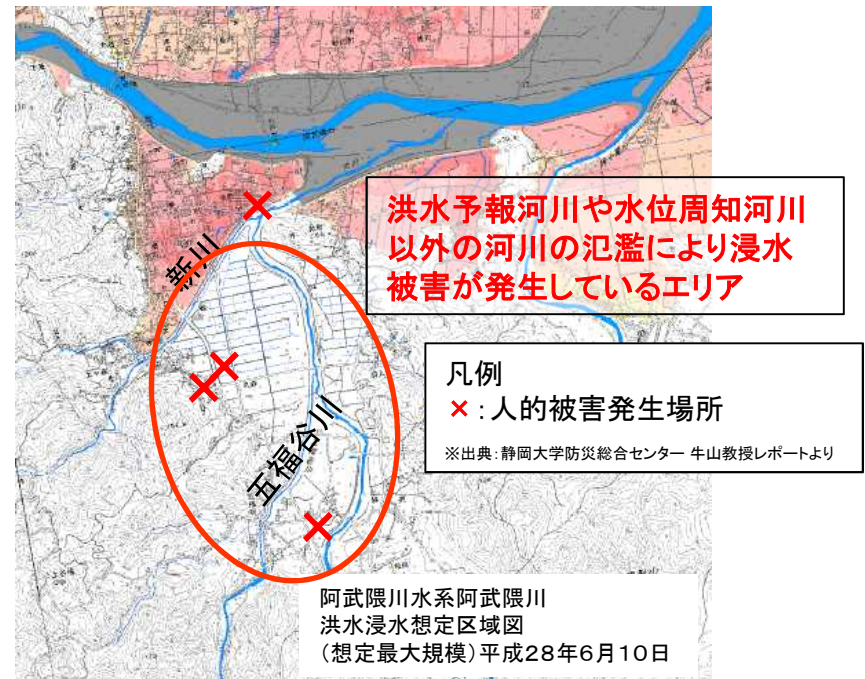 洪水予報河川や水位周知河川
以外の河川の氾濫により浸水
被害が発生しているエリア
新川
凡例
×：人的被害発生場所
※出典：静岡大学防災総合センター 牛山教授レポートより
五福谷川
阿武隈川水系阿武隈川
洪水浸水想定区域図
（想定最大規模）平成28年6月10日